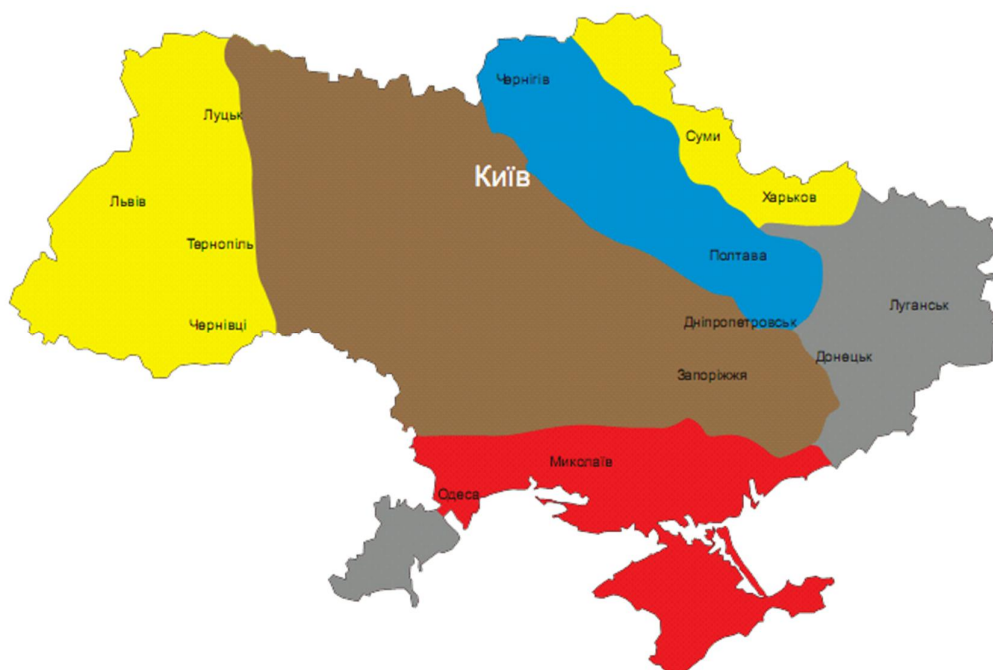 Чернігів
Луцьк
Суми
Київ
Харьков
Львів
Тернопіль
Полтава
Луганськ
Чернівці
Дніпропетровськ
Донецьк
Запоріжжя
Миколаїв
Одеса